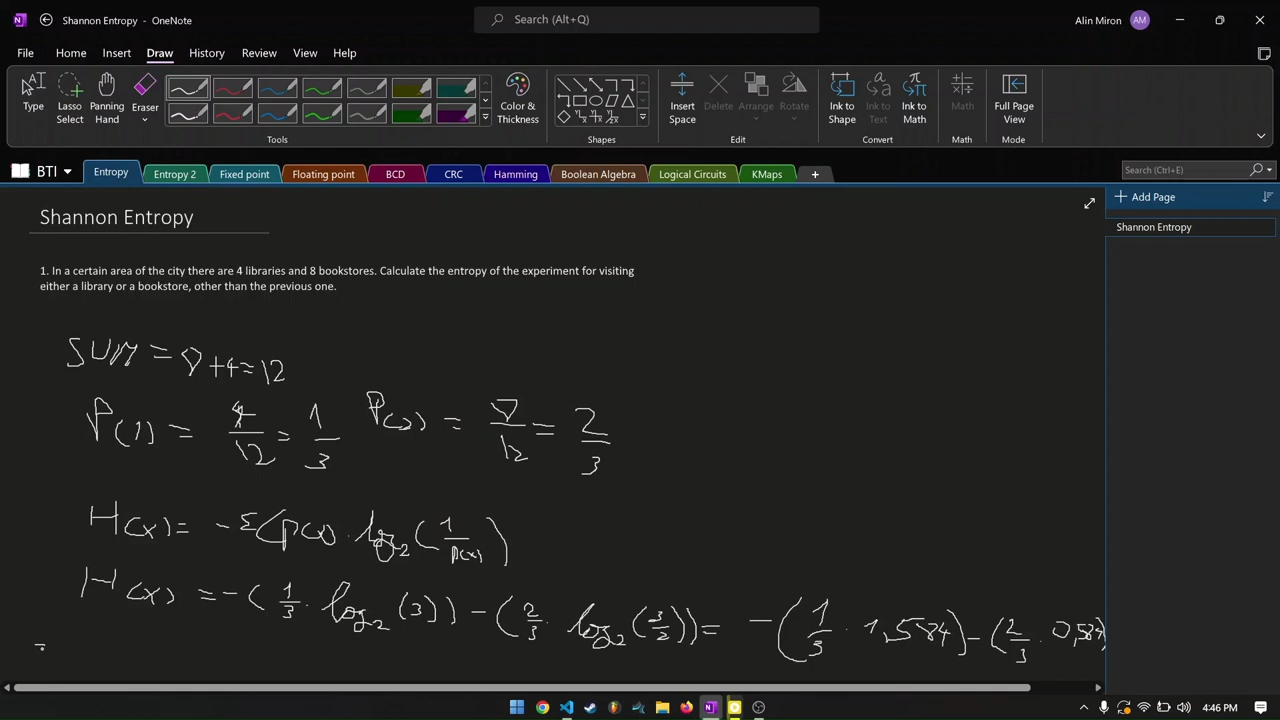 Shannon Entropy - OneNote
Search (Alt+Q)
Alin Miron AM
File Home Insert Draw History Review View Help
Type Lasso Select Panning Hand Eraser Color & Thickness Insert Space Delete Arrange Rotate Ink to Shape Ink to Text Ink to Math Math Full Page View
Tools Shapes Edit Convert Math Mode
BTI Entropy Entropy 2 Fixed point Floating point BCD CRC Hamming Boolean Algebra Logical Circuits KMaps + Search (Ctrl+E)
Add Page
Shannon Entropy
Shannon Entropy
1. In a certain area of the city there are 4 libraries and 8 bookstores. Calculate the entropy of the experiment for visiting
either a library or a bookstore, other than the previous one.
SUM = 8+4=12
P(1) = 4/12 = 1/3 P(2) = 8/12 = 2/3
H(x) = -Σ(p(x) · log2(1/p(x))
H(x) = -(1/3 · log2(3)) - (2/3 · log2(3/2)) = -(1/3 · 1,584) - (2/3 · 0,584)
=
4:46 PM